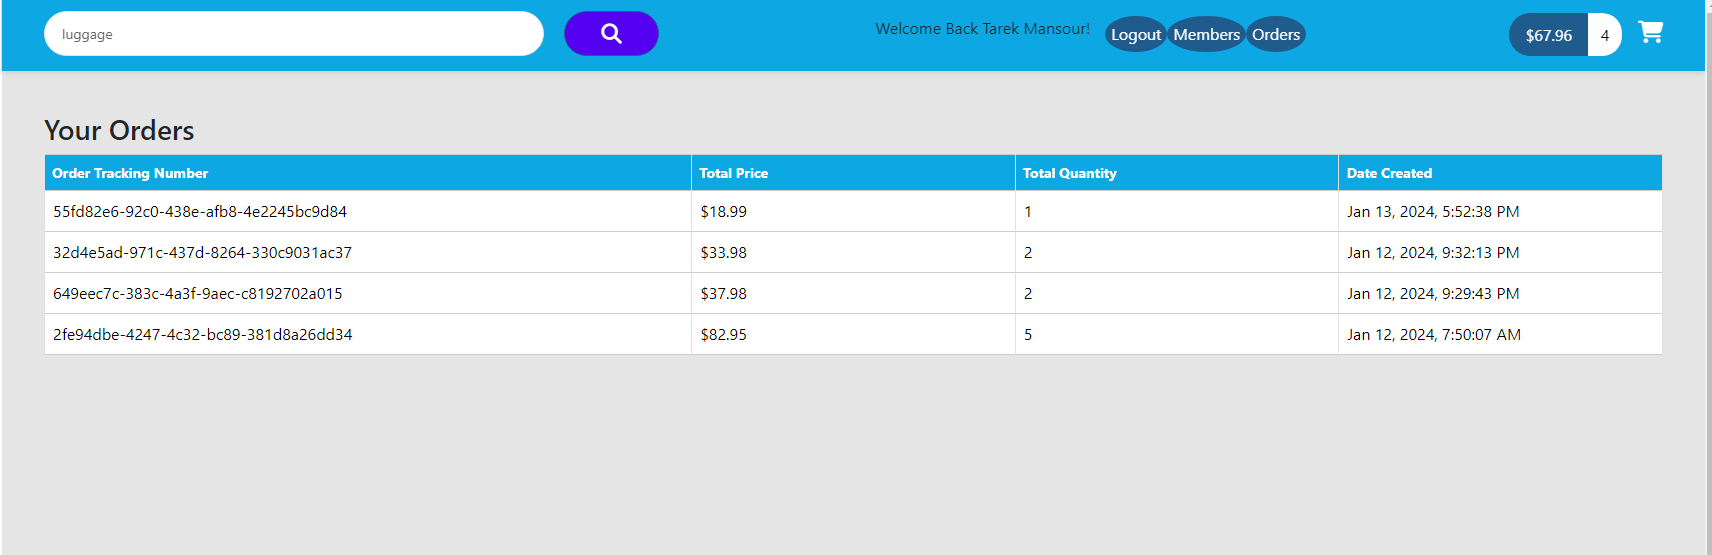 luggage
Welcome Back Tarek Mansour! Logout Members Orders
$67.96 4
Your Orders
Order Tracking Number Total Price Total Quantity Date Created
55fd82e6-92c0-438e-afb8-4e2245bc9d84 $18.99 1 Jan 13, 2024, 5:52:38 PM
32d4e5ad-971c-437d-8264-330c9031ac37 $33.98 2 Jan 12, 2024, 9:32:13 PM
649eec7c-383c-4a3f-9aec-c8192702a015 $37.98 2 Jan 12, 2024, 9:29:43 PM
2fe94dbe-4247-4c32-bc89-381d8a26dd34 $82.95 5 Jan 12, 2024, 7:50:07 AM